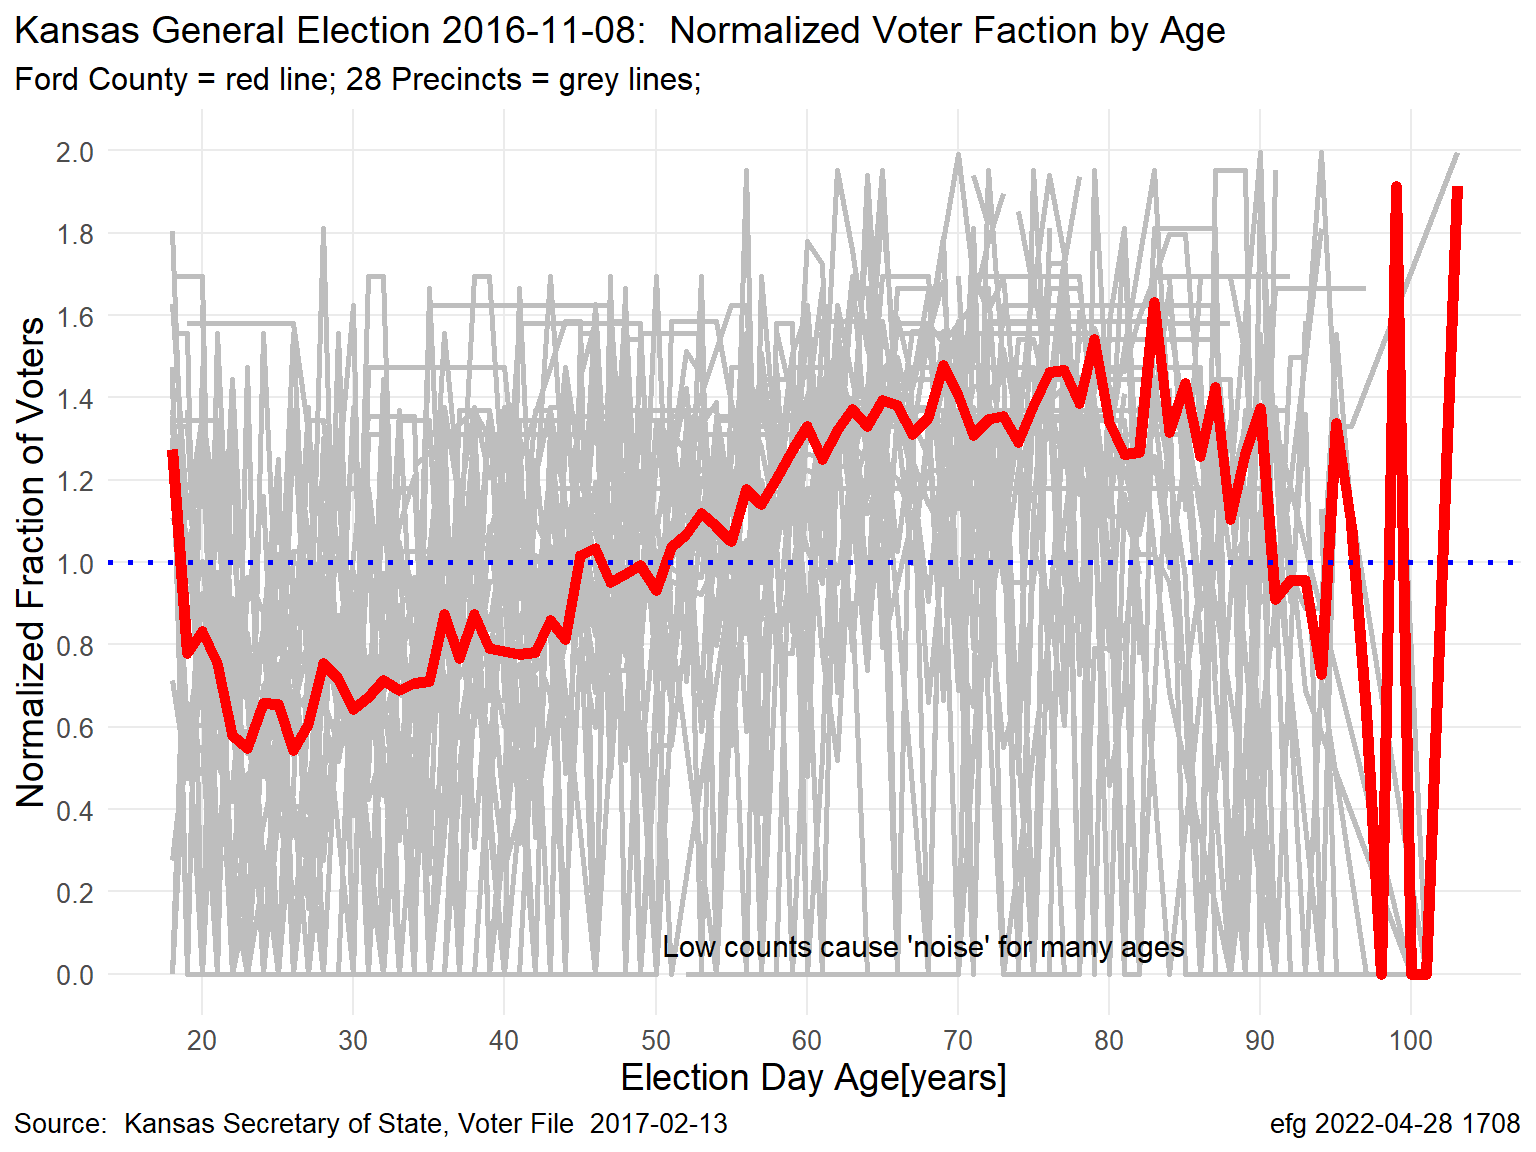 Kansas General Election 2016-11-08:  Normalized Voter Faction by Age
Ford County = red line; 28 Precincts = grey lines;
Normalized Fraction of Voters
2.0
1.8
1.6
1.4
1.2
1.0
0.8
0.6
0.4
0.2
0.0
Low counts cause 'noise' for many ages
20 30 40 50 60 70 80 90 100
Election Day Age[years]
Source:  Kansas Secretary of State, Voter File  2017-02-13
efg 2022-04-28 1708